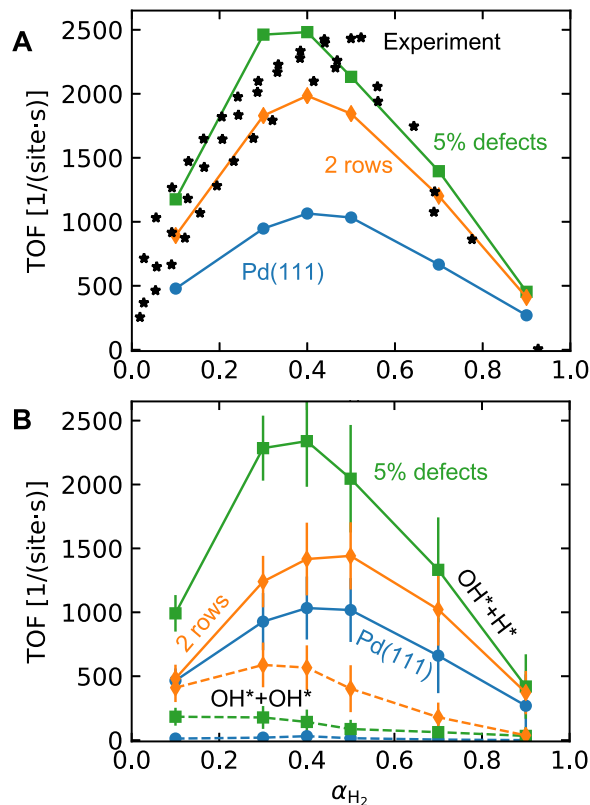 A
TOF [1/(site·s)]
2500
2000
1500
1000
500
0
Experiment
5% defects
2 rows
Pd(111)
0.0 0.2 0.4 0.6 0.8 1.0
B
TOF [1/(site·s)]
2500
2000
1500
1000
500
0
5% defects
OH*+H*
2 rows
Pd(111)
OH*+OH*
0.0 0.2 0.4 0.6 0.8 1.0
α_H₂